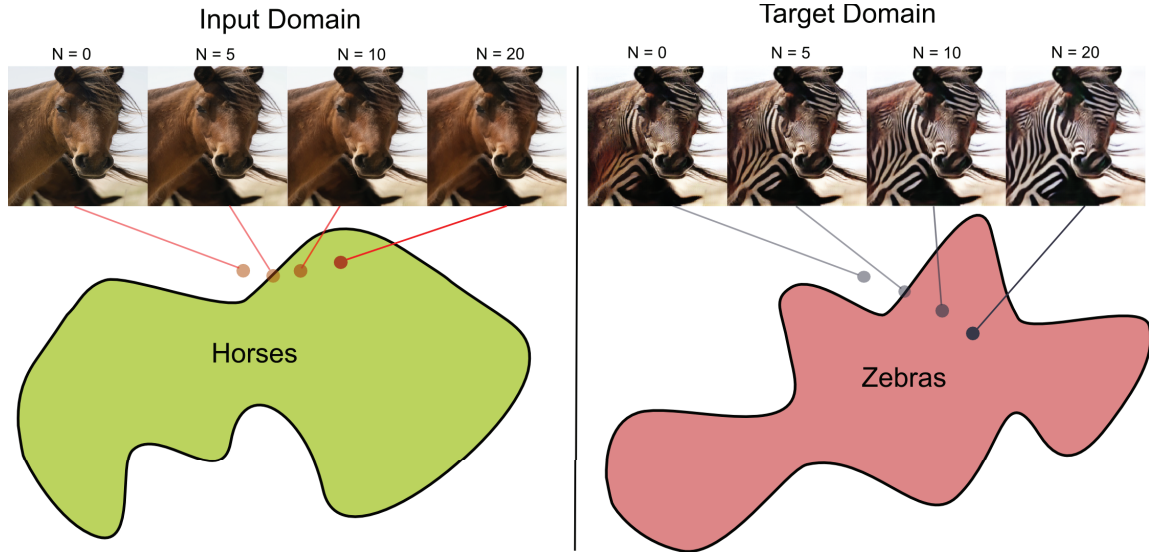 Input Domain
N = 0
N = 5
N = 10
N = 20
Horses
Target Domain
N = 0
N = 5
N = 10
N = 20
Zebras